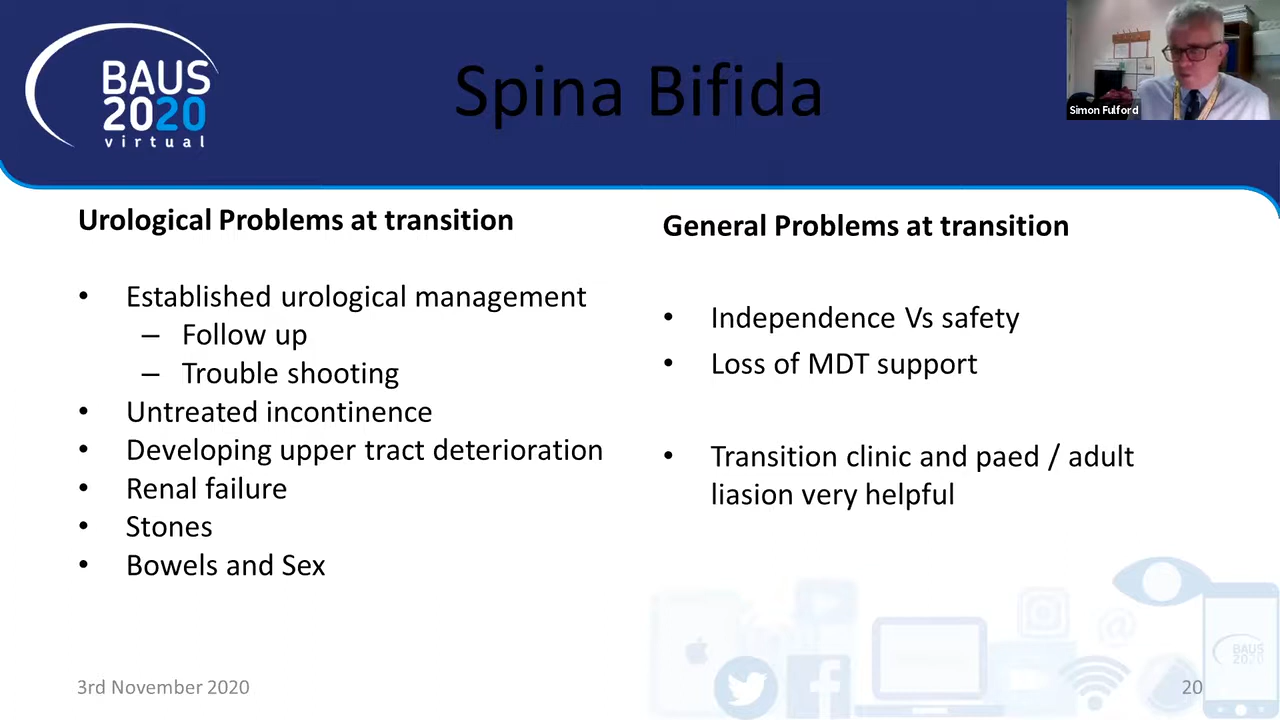 BAUS
2020
virtual
Spina Bifida
Simon Fulford
Urological Problems at transition
• Established urological management
– Follow up
– Trouble shooting
• Untreated incontinence
• Developing upper tract deterioration
• Renal failure
• Stones
• Bowels and Sex
General Problems at transition
• Independence Vs safety
• Loss of MDT support
• Transition clinic and paed / adult
liasion very helpful
@
BAUS
2020
3rd November 2020
20